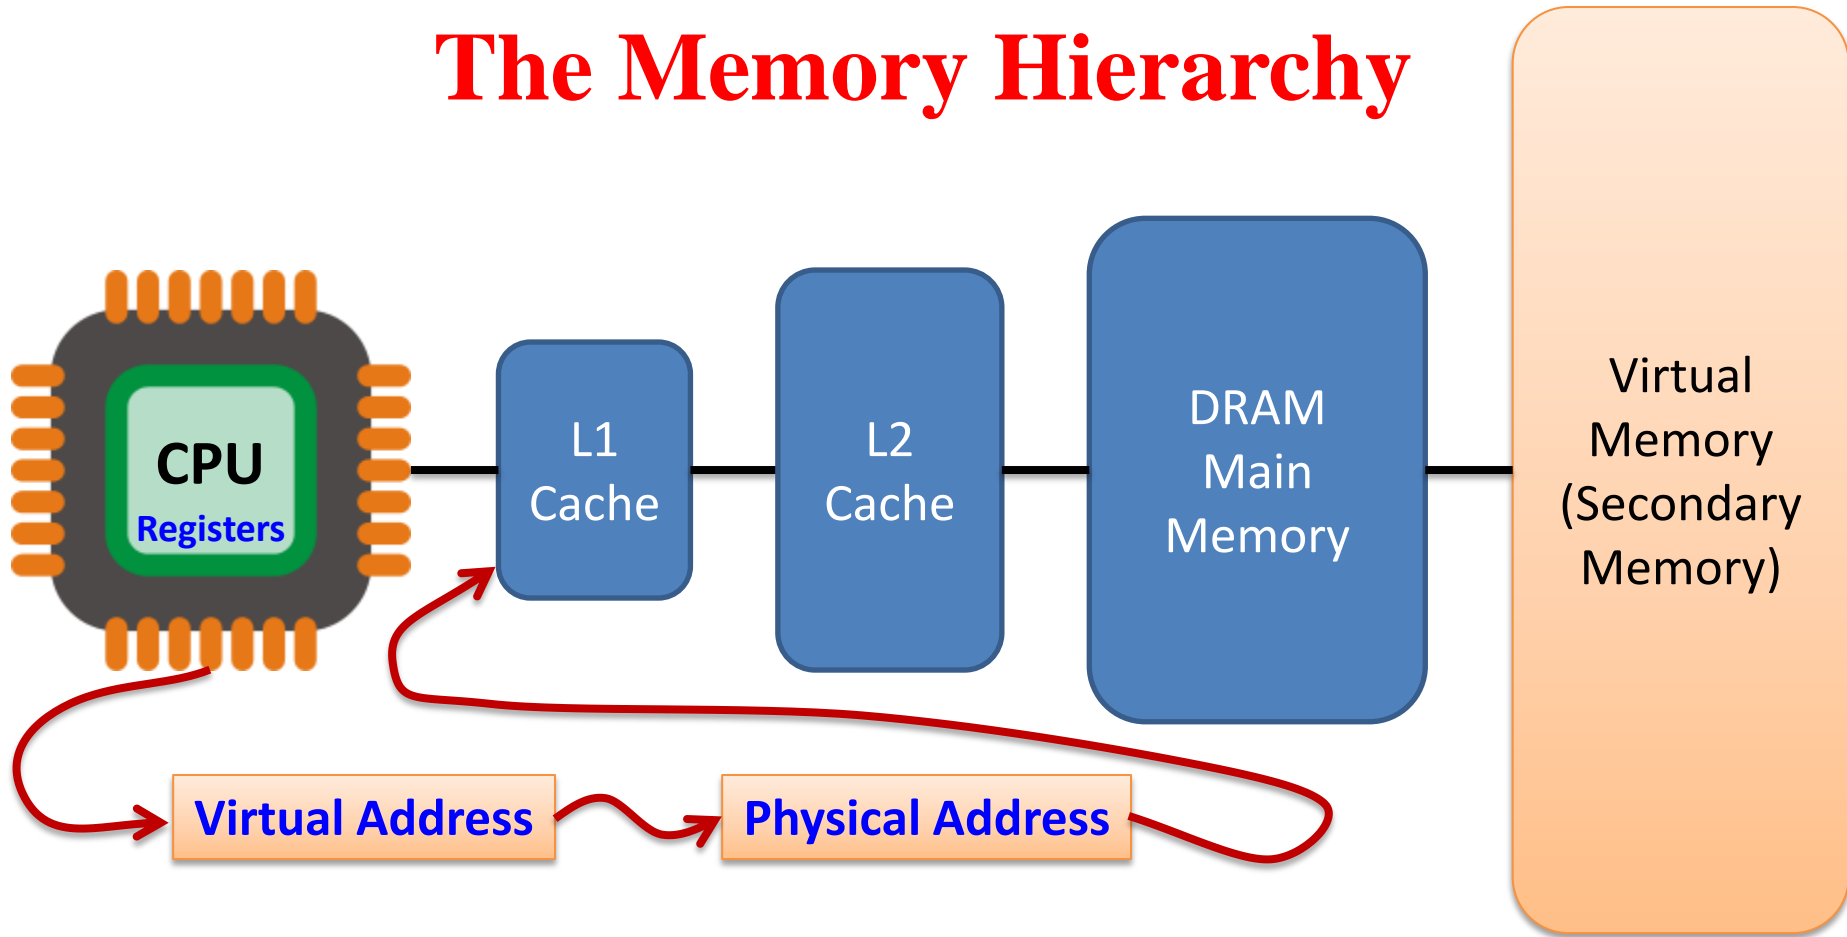 The Memory Hierarchy
CPU
Registers
L1
Cache
L2
Cache
DRAM
Main
Memory
Virtual
Memory
(Secondary
Memory)
Virtual Address
Physical Address